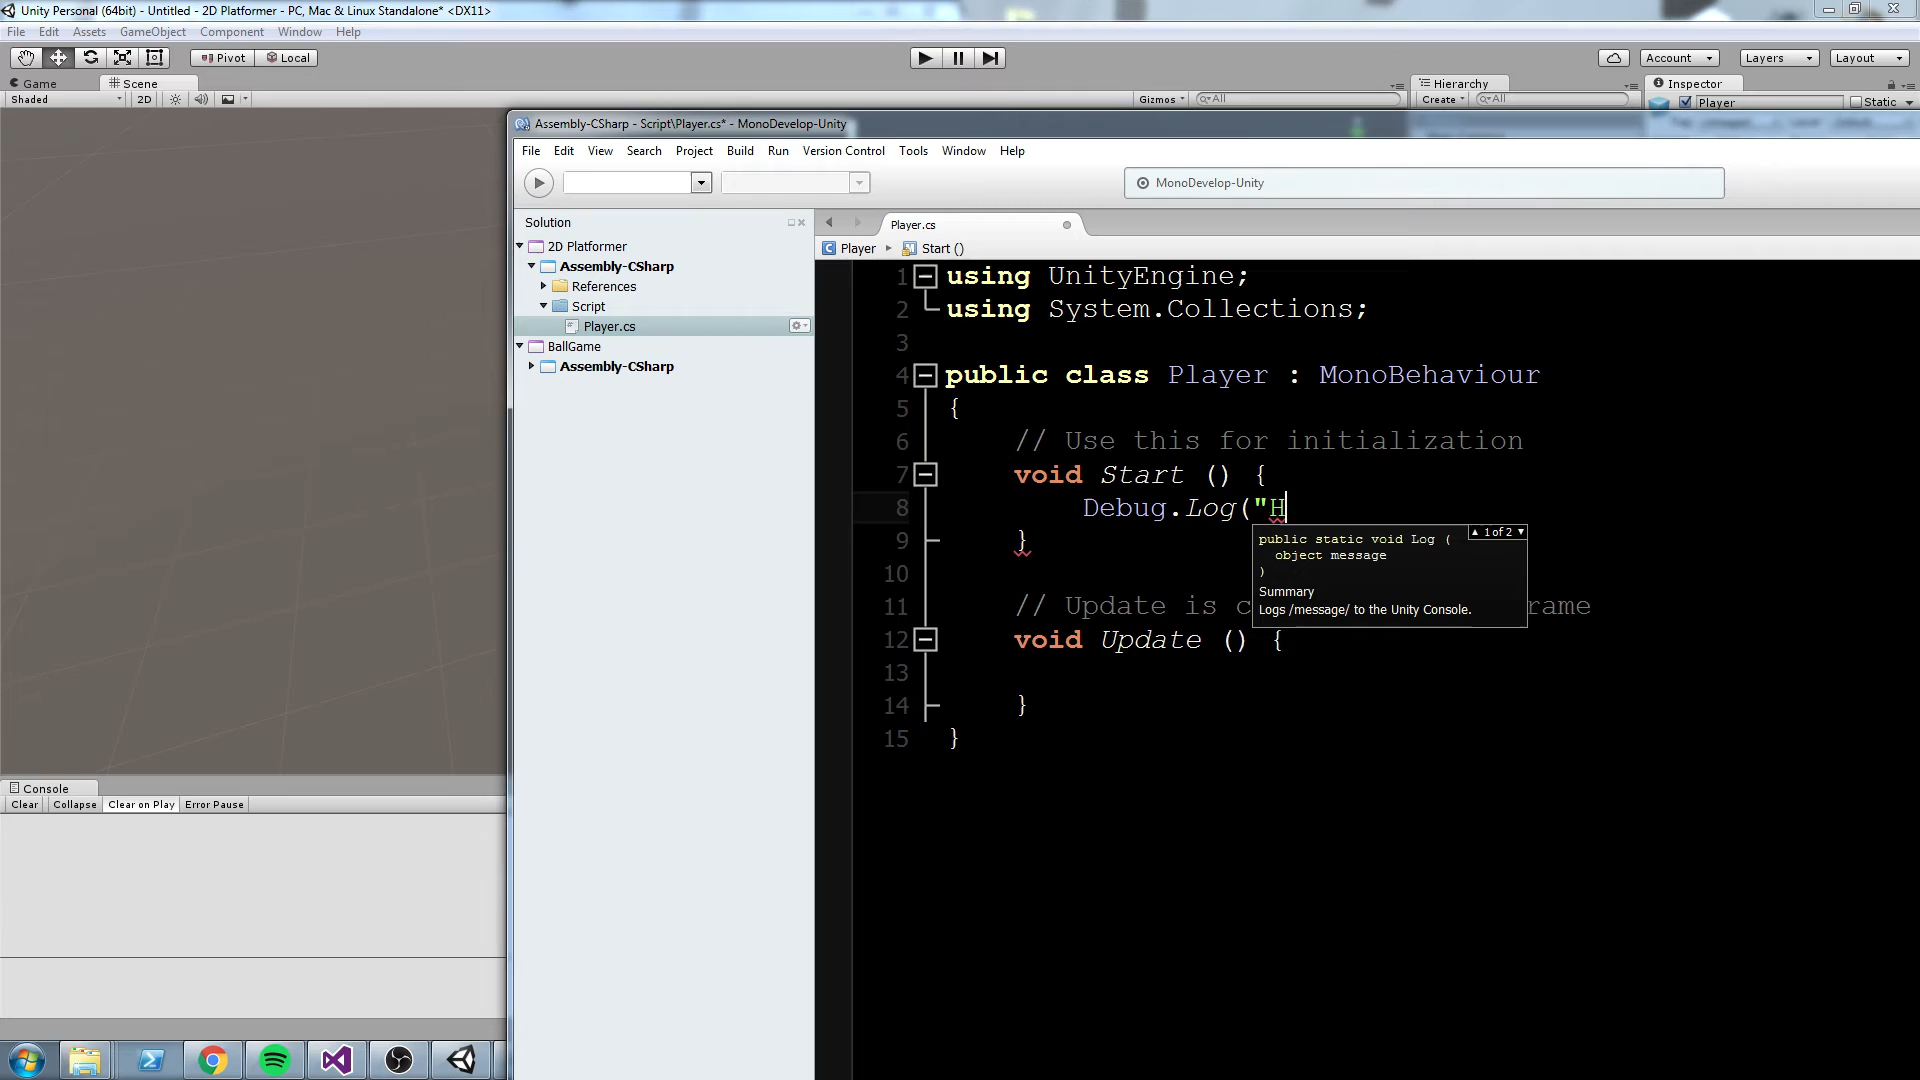 Unity Personal (64bit) - Untitled - 2D Platformer - PC, Mac & Linux Standalone* <DX11>
File Edit Assets GameObject Component Window Help
Pivot Local Account Layers Layout
Game Scene Hierarchy Inspector
Shaded 2D Gizmos All Create All Player Static
Assembly-CSharp - Script\Player.cs* - MonoDevelop-Unity
File Edit View Search Project Build Run Version Control Tools Window Help
MonoDevelop-Unity
Solution
2D Platformer
Assembly-CSharp
References
Script
Player.cs
BallGame
Assembly-CSharp
Player.cs
Player Start ()
1 using UnityEngine;
2 using System.Collections;
3
4 public class Player : MonoBehaviour
5 {
6 // Use this for initialization
7 void Start () {
8 Debug.Log("H
9 }
10
11 // Update is c rame
12 void Update () {
13
14 }
15 }
1 of 2
public static void Log (
object message
)
Summary
Logs /message/ to the Unity Console.
Console
Clear Collapse Clear on Play Error Pause